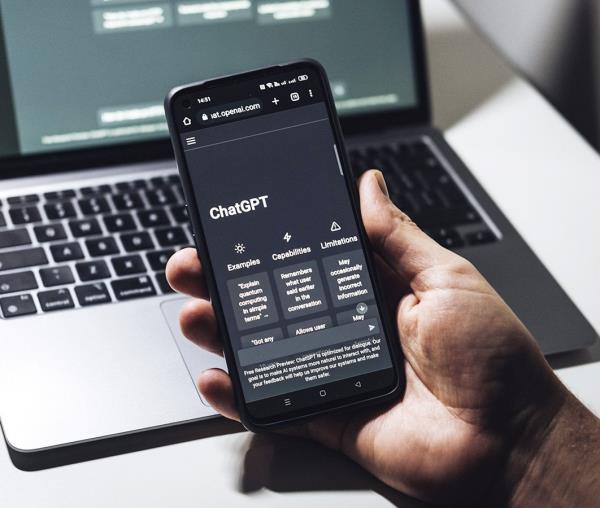 14:51
at.openai.com
ChatGPT
Examples
Capabilities
Limitations
"Explain
quantum
computing
in simple
terms" →
Remembers
what user
said earlier
in the
conversation
May
occasionally
generate
incorrect
information
"Got any
Allows user
May
Free Research Preview: ChatGPT is optimized for dialogue. Our
goal is to make AI systems more natural to interact with, and
your feedback will help us improve our systems and make
them safer.